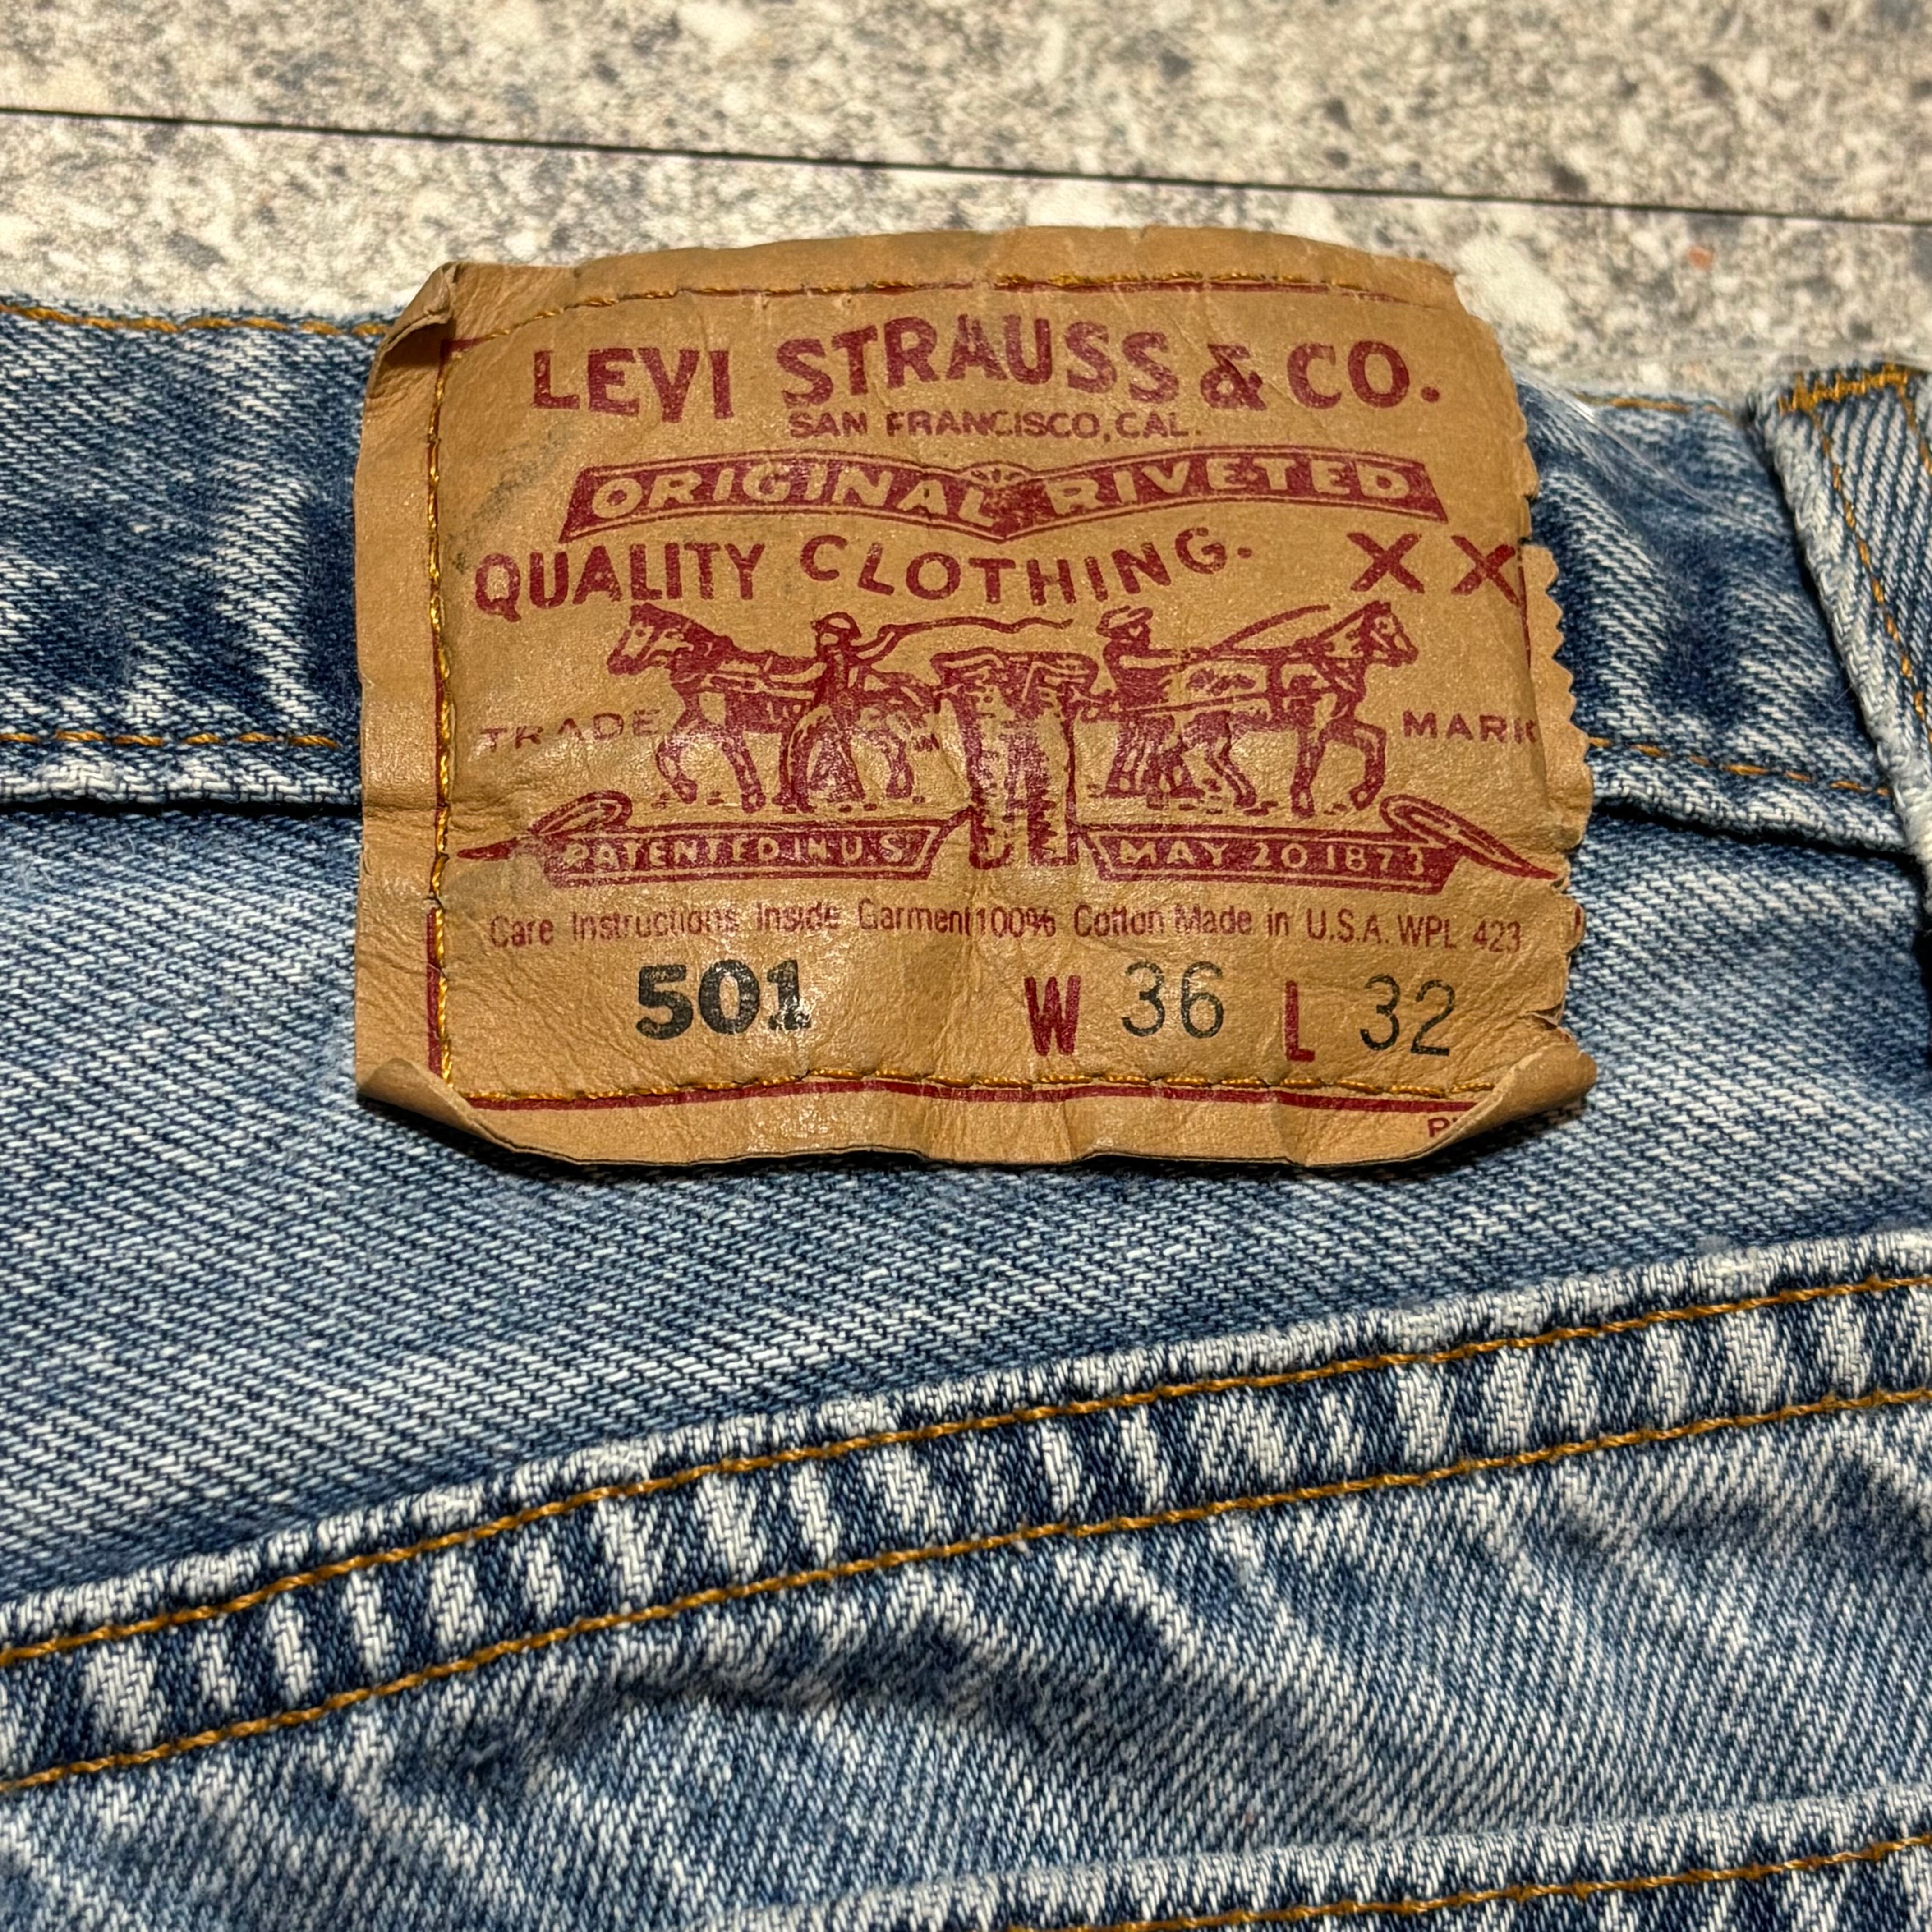 LEVI STRAUSS & CO.
SAN FRANCISCO, CAL.
ORIGINAL RIVETED
QUALITY CLOTHING. XX
TRADE MARK
PATENTED IN U.S. MAY 20 1873
Care Instructions Inside Garment 100% Cotton Made in U.S.A. WPL 423
501 W 36 L 32